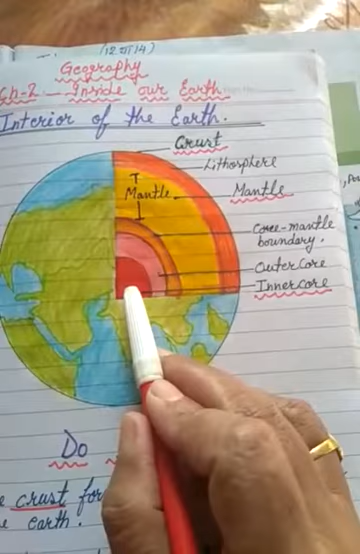 (12 या 14)
Geography
Ch-2 - Inside our Earth
Interior of the Earth.
Crust
Lithosphere
Mantle
Mantle
Core-mantle
boundary.
Outer core
Inner core
Do
crust for
earth.